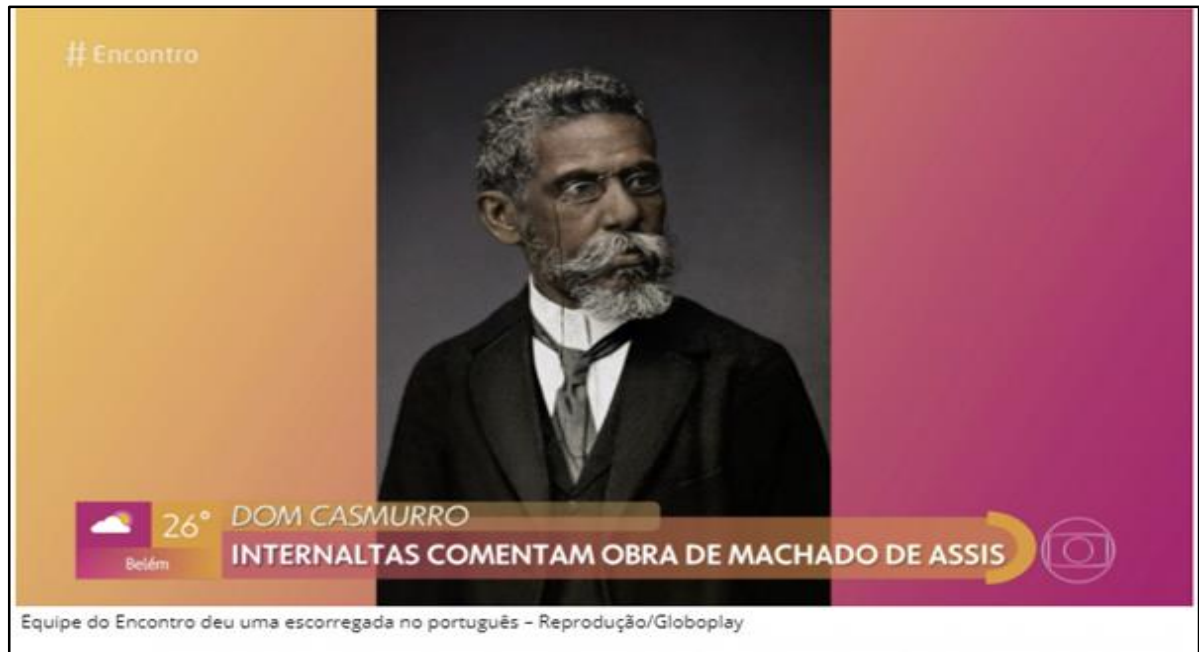 # Encontro
26°
Belém
DOM CASMURRO
INTERNALTAS COMENTAM OBRA DE MACHADO DE ASSIS
Equipe do Encontro deu uma escorregada no português – Reprodução/Globoplay